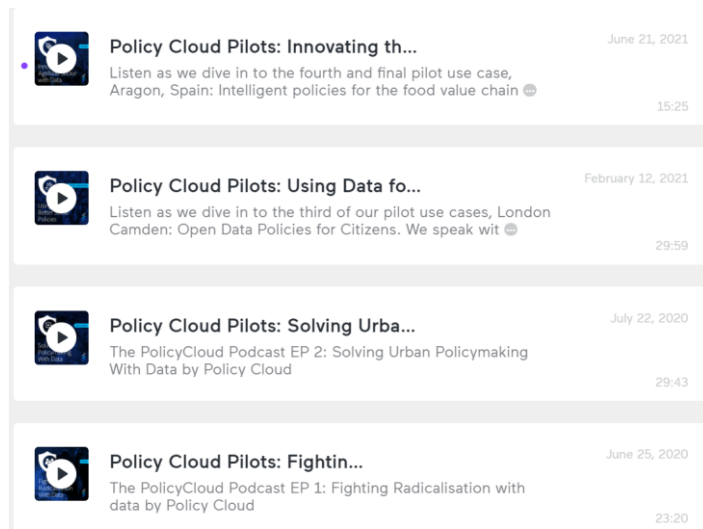 Policy Cloud Pilots: Innovating th...
June 21, 2021
Listen as we dive in to the fourth and final pilot use case,
Aragon, Spain: Intelligent policies for the food value chain
15:25
Policy Cloud Pilots: Using Data fo...
February 12, 2021
Listen as we dive in to the third of our pilot use cases, London
Camden: Open Data Policies for Citizens. We speak wit
29:59
Policy Cloud Pilots: Solving Urba...
July 22, 2020
The PolicyCloud Podcast EP 2: Solving Urban Policymaking
With Data by Policy Cloud
29:43
Policy Cloud Pilots: Fightin...
June 25, 2020
The PolicyCloud Podcast EP 1: Fighting Radicalisation with
data by Policy Cloud
23:20